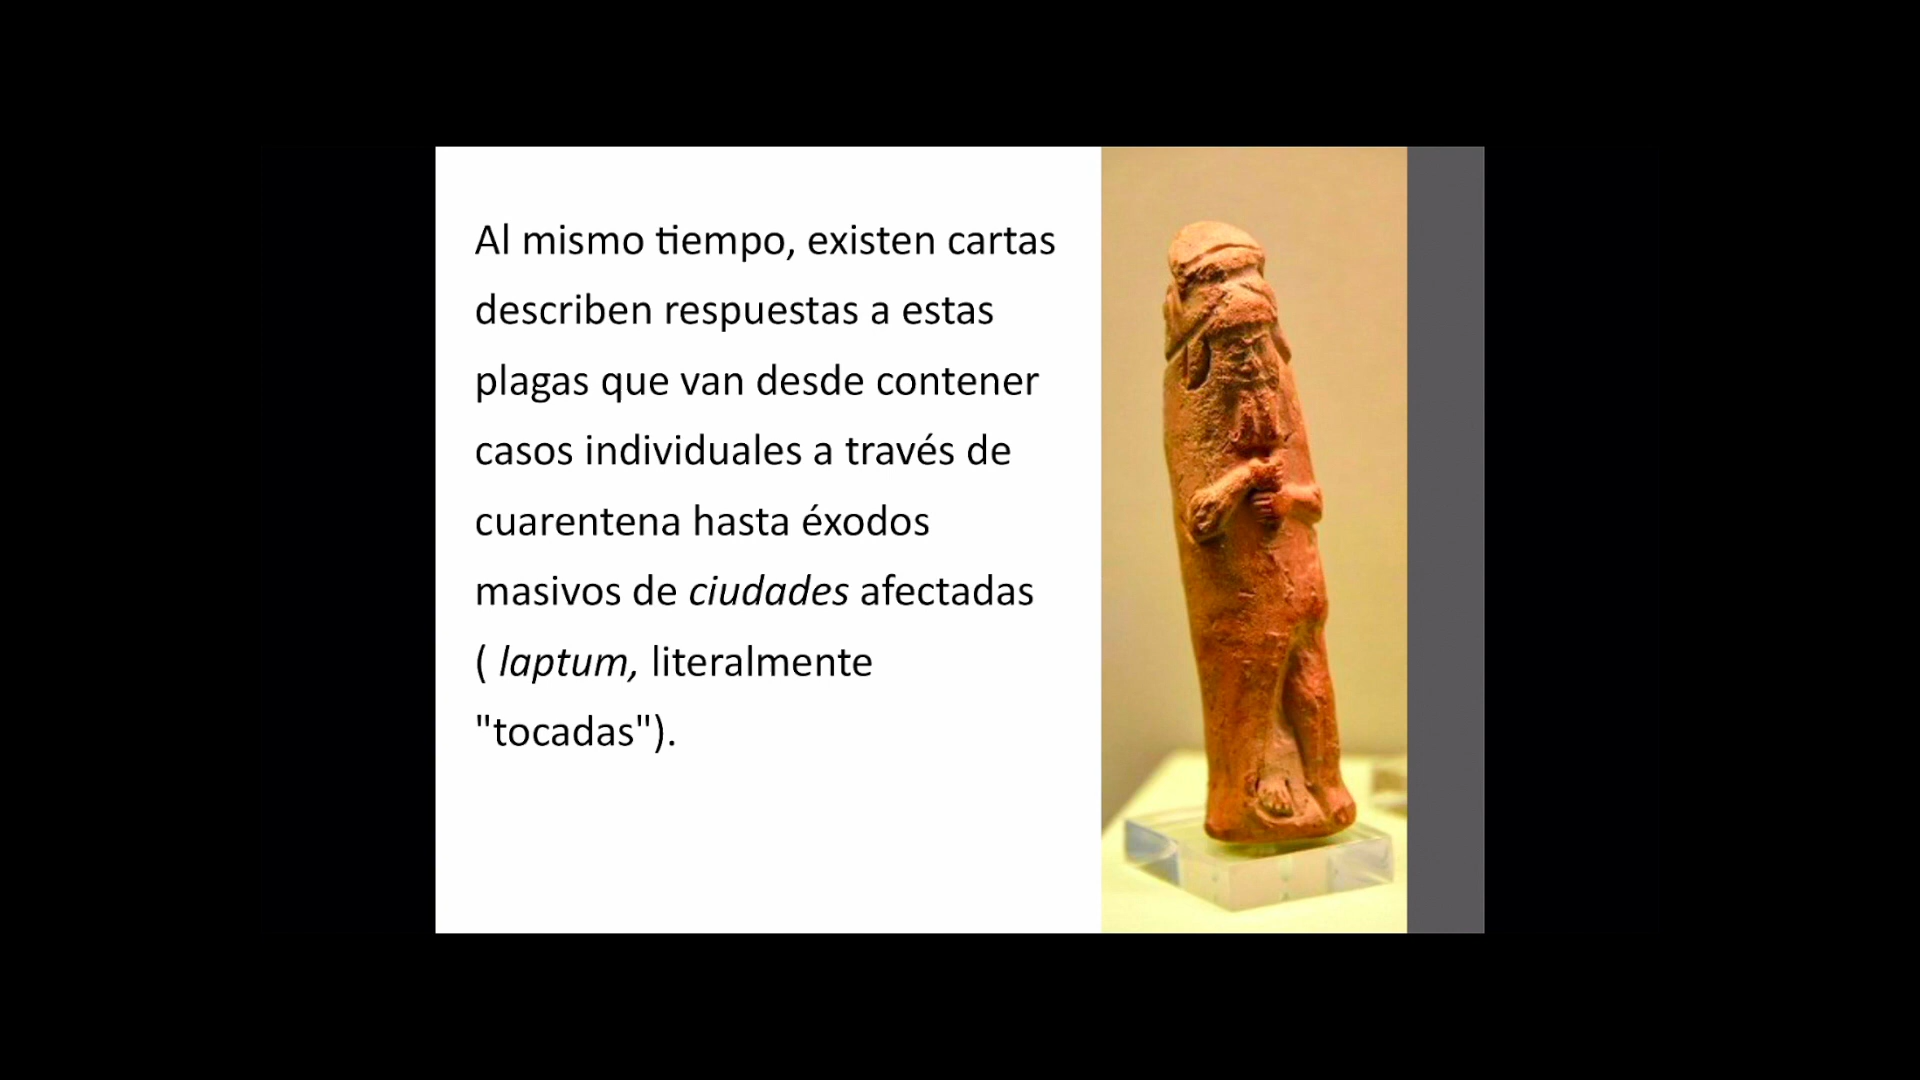 Al mismo tiempo, existen cartas
describen respuestas a estas
plagas que van desde contener
casos individuales a través de
cuarentena hasta éxodos
masivos de ciudades afectadas
( laptum, literalmente
"tocadas").